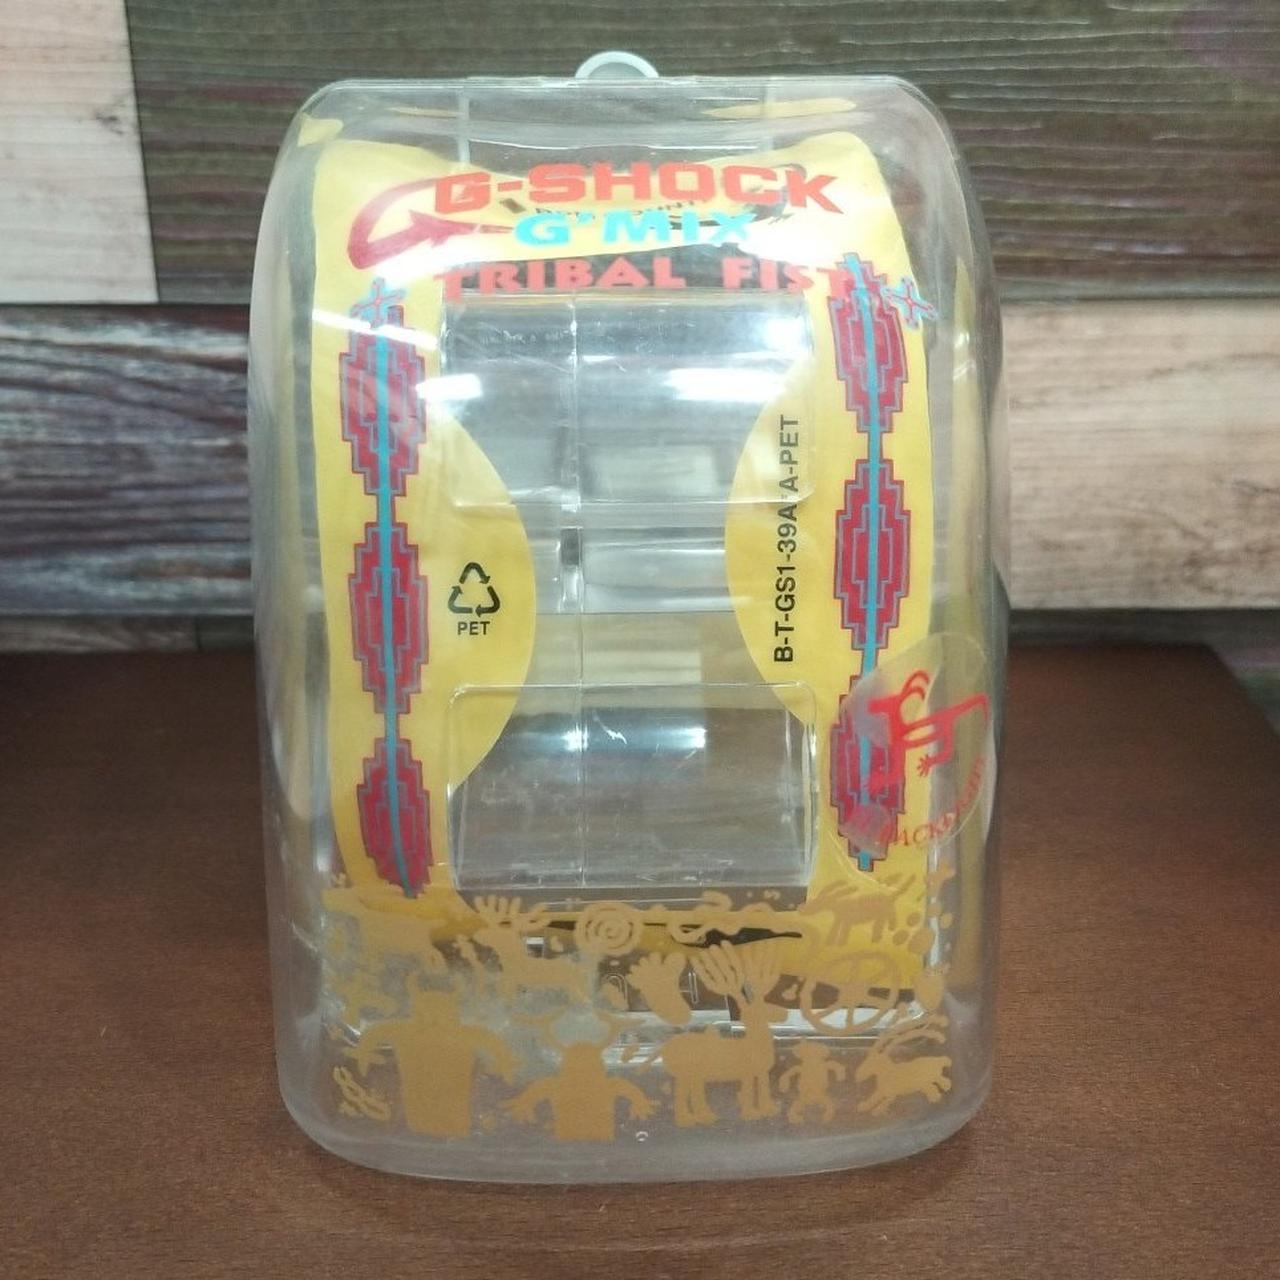 G-SHOCK
G'MIX
TRIBAL FIST
B-T-GS1-39A*A-PET
PET